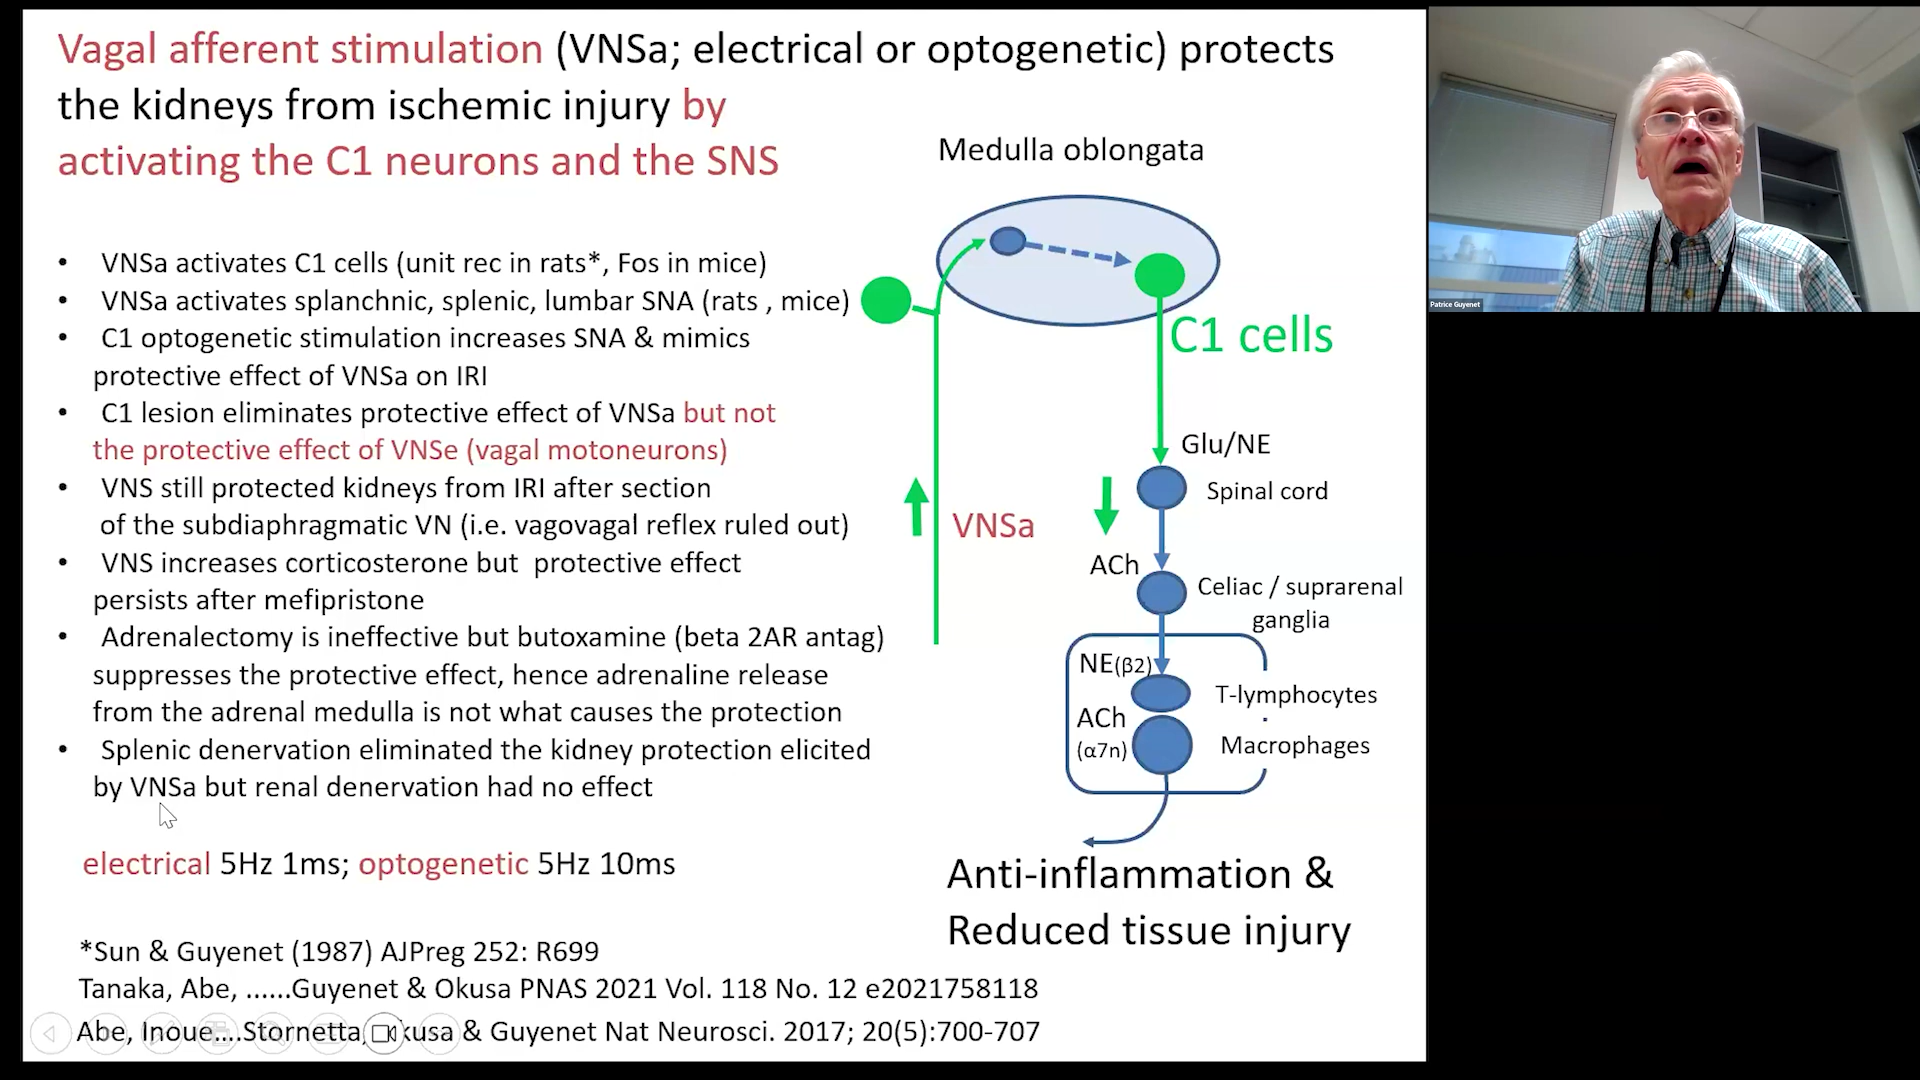 Vagal afferent stimulation (VNSa; electrical or optogenetic) protects
the kidneys from ischemic injury by
activating the C1 neurons and the SNS
• VNSa activates C1 cells (unit rec in rats*, Fos in mice)
• VNSa activates splanchnic, splenic, lumbar SNA (rats , mice)
• C1 optogenetic stimulation increases SNA & mimics
protective effect of VNSa on IRI
• C1 lesion eliminates protective effect of VNSa but not
the protective effect of VNSe (vagal motoneurons)
• VNS still protected kidneys from IRI after section
of the subdiaphragmatic VN (i.e. vagovagal reflex ruled out)
• VNS increases corticosterone but protective effect
persists after mefipristone
• Adrenalectomy is ineffective but butoxamine (beta 2AR antag)
suppresses the protective effect, hence adrenaline release
from the adrenal medulla is not what causes the protection
• Splenic denervation eliminated the kidney protection elicited
by VNSa but renal denervation had no effect
electrical 5Hz 1ms; optogenetic 5Hz 10ms
*Sun & Guyenet (1987) AJPreg 252: R699
Tanaka, Abe, ......Guyenet & Okusa PNAS 2021 Vol. 118 No. 12 e2021758118
Abe, Inoue....Stornetta, Okusa & Guyenet Nat Neurosci. 2017; 20(5):700-707
Medulla oblongata
C1 cells
Glu/NE
Spinal cord
VNSa
ACh
Celiac / suprarenal
ganglia
NE(β2)
T-lymphocytes
ACh
(α7n)
Macrophages
Anti-inflammation &
Reduced tissue injury
Patrice Guyenet